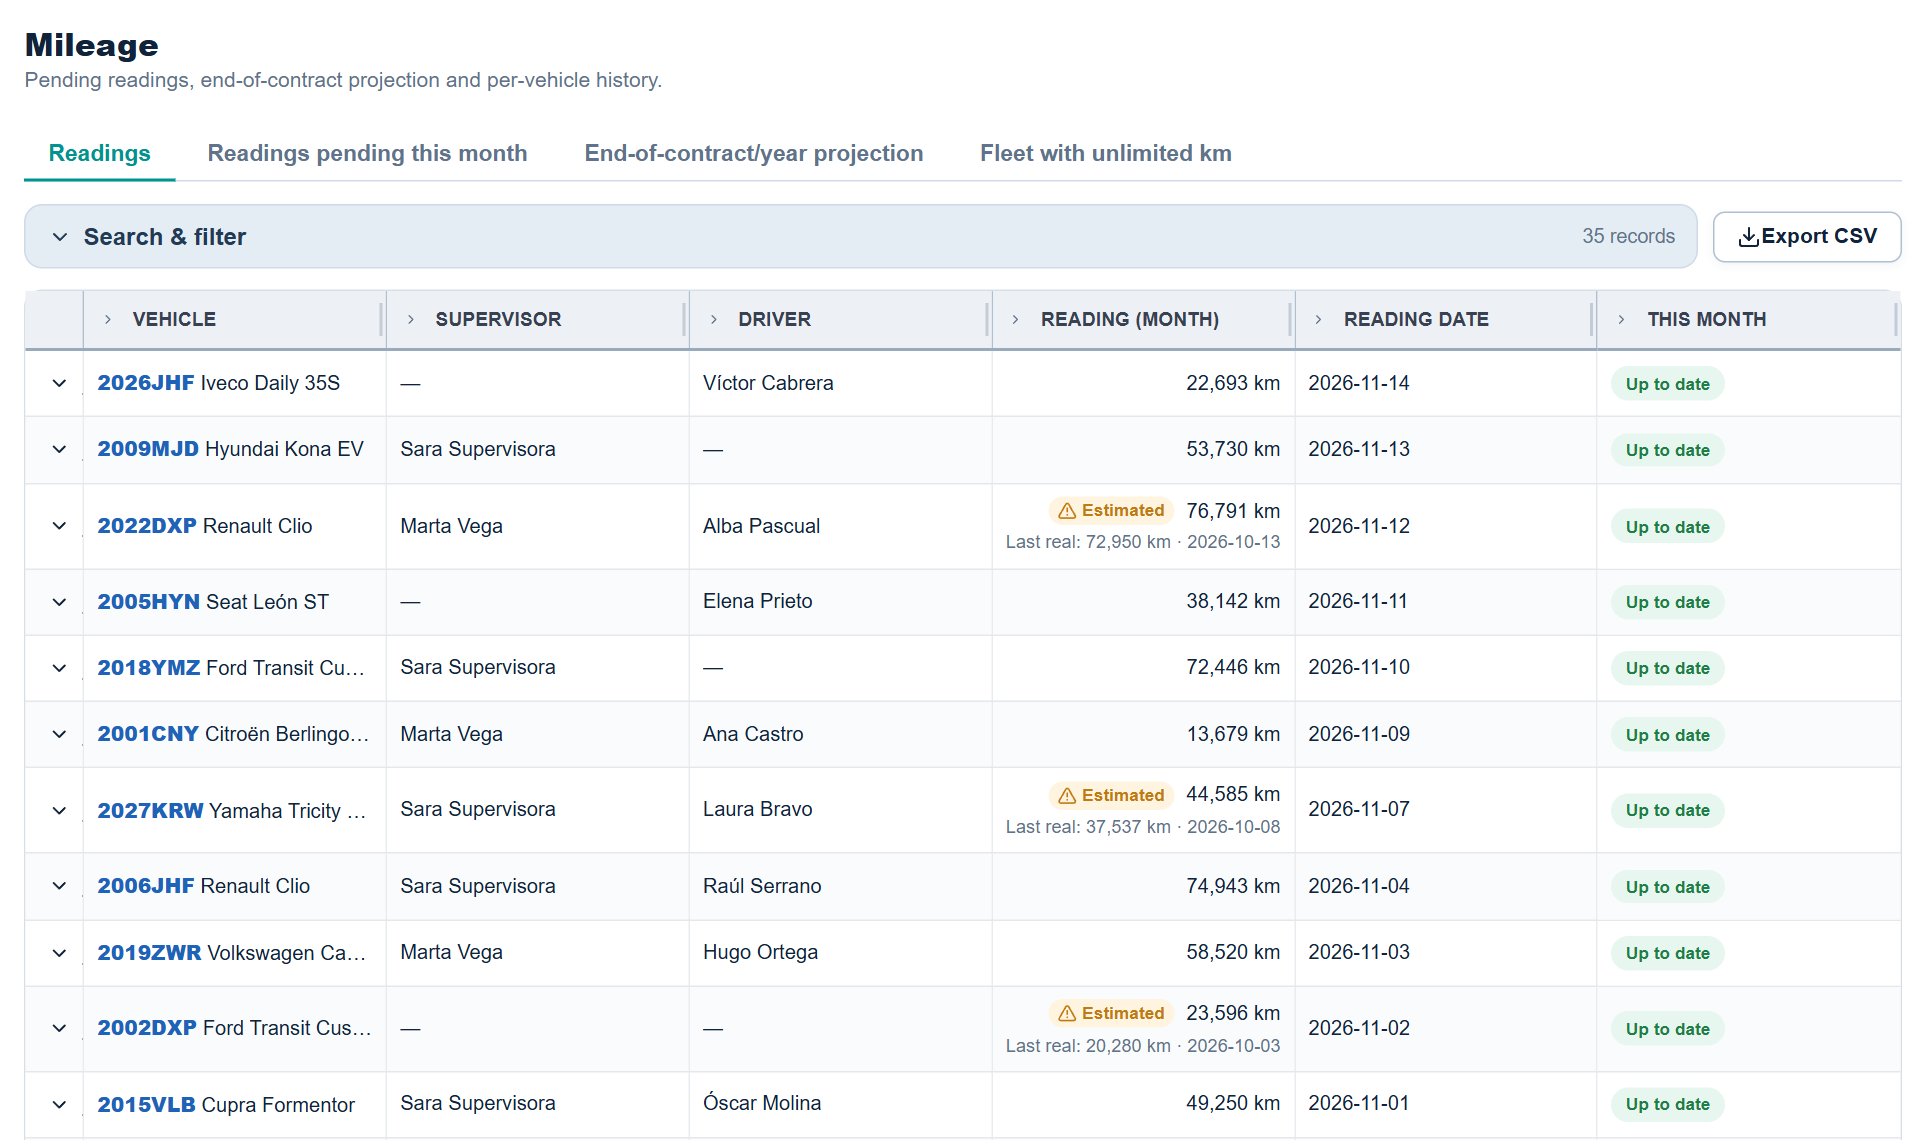 Mileage
Pending readings, end-of-contract projection and per-vehicle history.
Readings Readings pending this month End-of-contract/year projection Fleet with unlimited km
Search & filter 35 records Export CSV
VEHICLE SUPERVISOR DRIVER READING (MONTH) READING DATE THIS MONTH
2026JHF Iveco Daily 35S — Víctor Cabrera 22,693 km 2026-11-14 Up to date
2009MJD Hyundai Kona EV Sara Supervisora — 53,730 km 2026-11-13 Up to date
2022DXP Renault Clio Marta Vega Alba Pascual Estimated 76,791 km 2026-11-12 Up to date
Last real: 72,950 km · 2026-10-13
2005HYN Seat León ST — Elena Prieto 38,142 km 2026-11-11 Up to date
2018YMZ Ford Transit Cu… Sara Supervisora — 72,446 km 2026-11-10 Up to date
2001CNY Citroën Berlingo… Marta Vega Ana Castro 13,679 km 2026-11-09 Up to date
2027KRW Yamaha Tricity … Sara Supervisora Laura Bravo Estimated 44,585 km 2026-11-07 Up to date
Last real: 37,537 km · 2026-10-08
2006JHF Renault Clio Sara Supervisora Raúl Serrano 74,943 km 2026-11-04 Up to date
2019ZWR Volkswagen Ca… Marta Vega Hugo Ortega 58,520 km 2026-11-03 Up to date
2002DXP Ford Transit Cus… — — Estimated 23,596 km 2026-11-02 Up to date
Last real: 20,280 km · 2026-10-03
2015VLB Cupra Formentor Sara Supervisora Óscar Molina 49,250 km 2026-11-01 Up to date